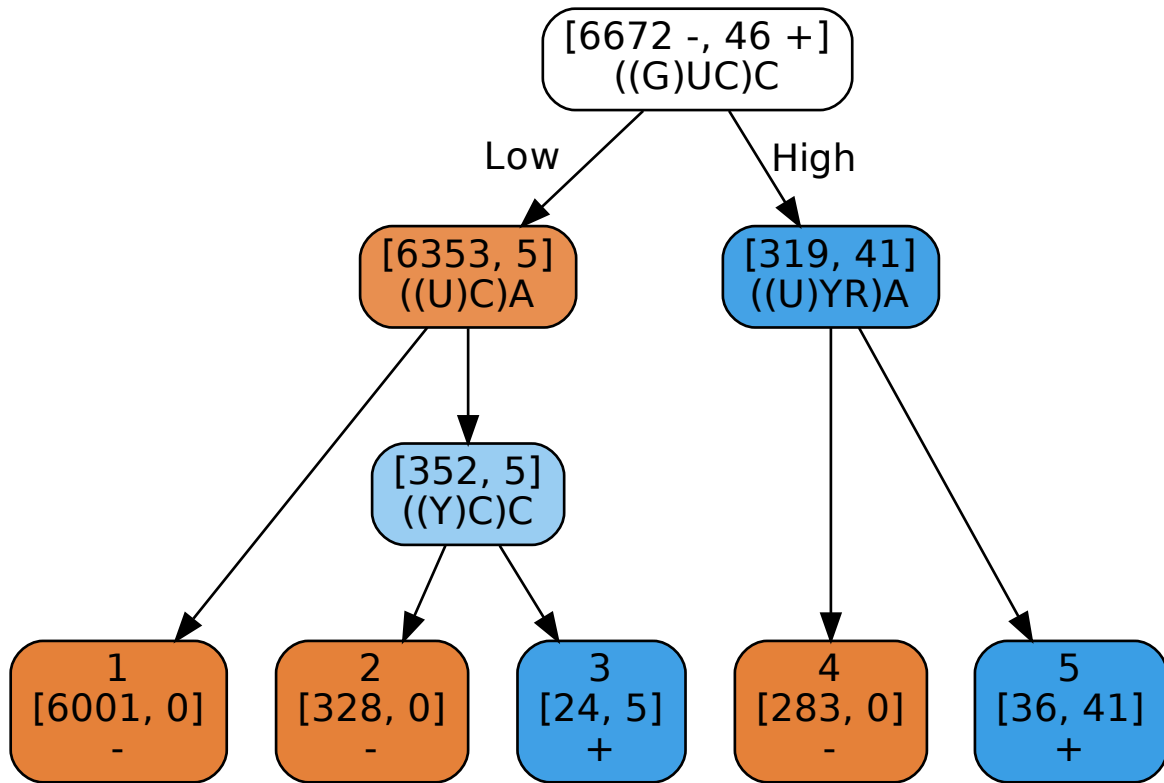 [6672 -, 46 +]
((G)UC)C
Low
High
[6353, 5]
((U)C)A
[319, 41]
((U)YR)A
[352, 5]
((Y)C)C
1
[6001, 0]
-
2
[328, 0]
-
3
[24, 5]
+
4
[283, 0]
-
5
[36, 41]
+